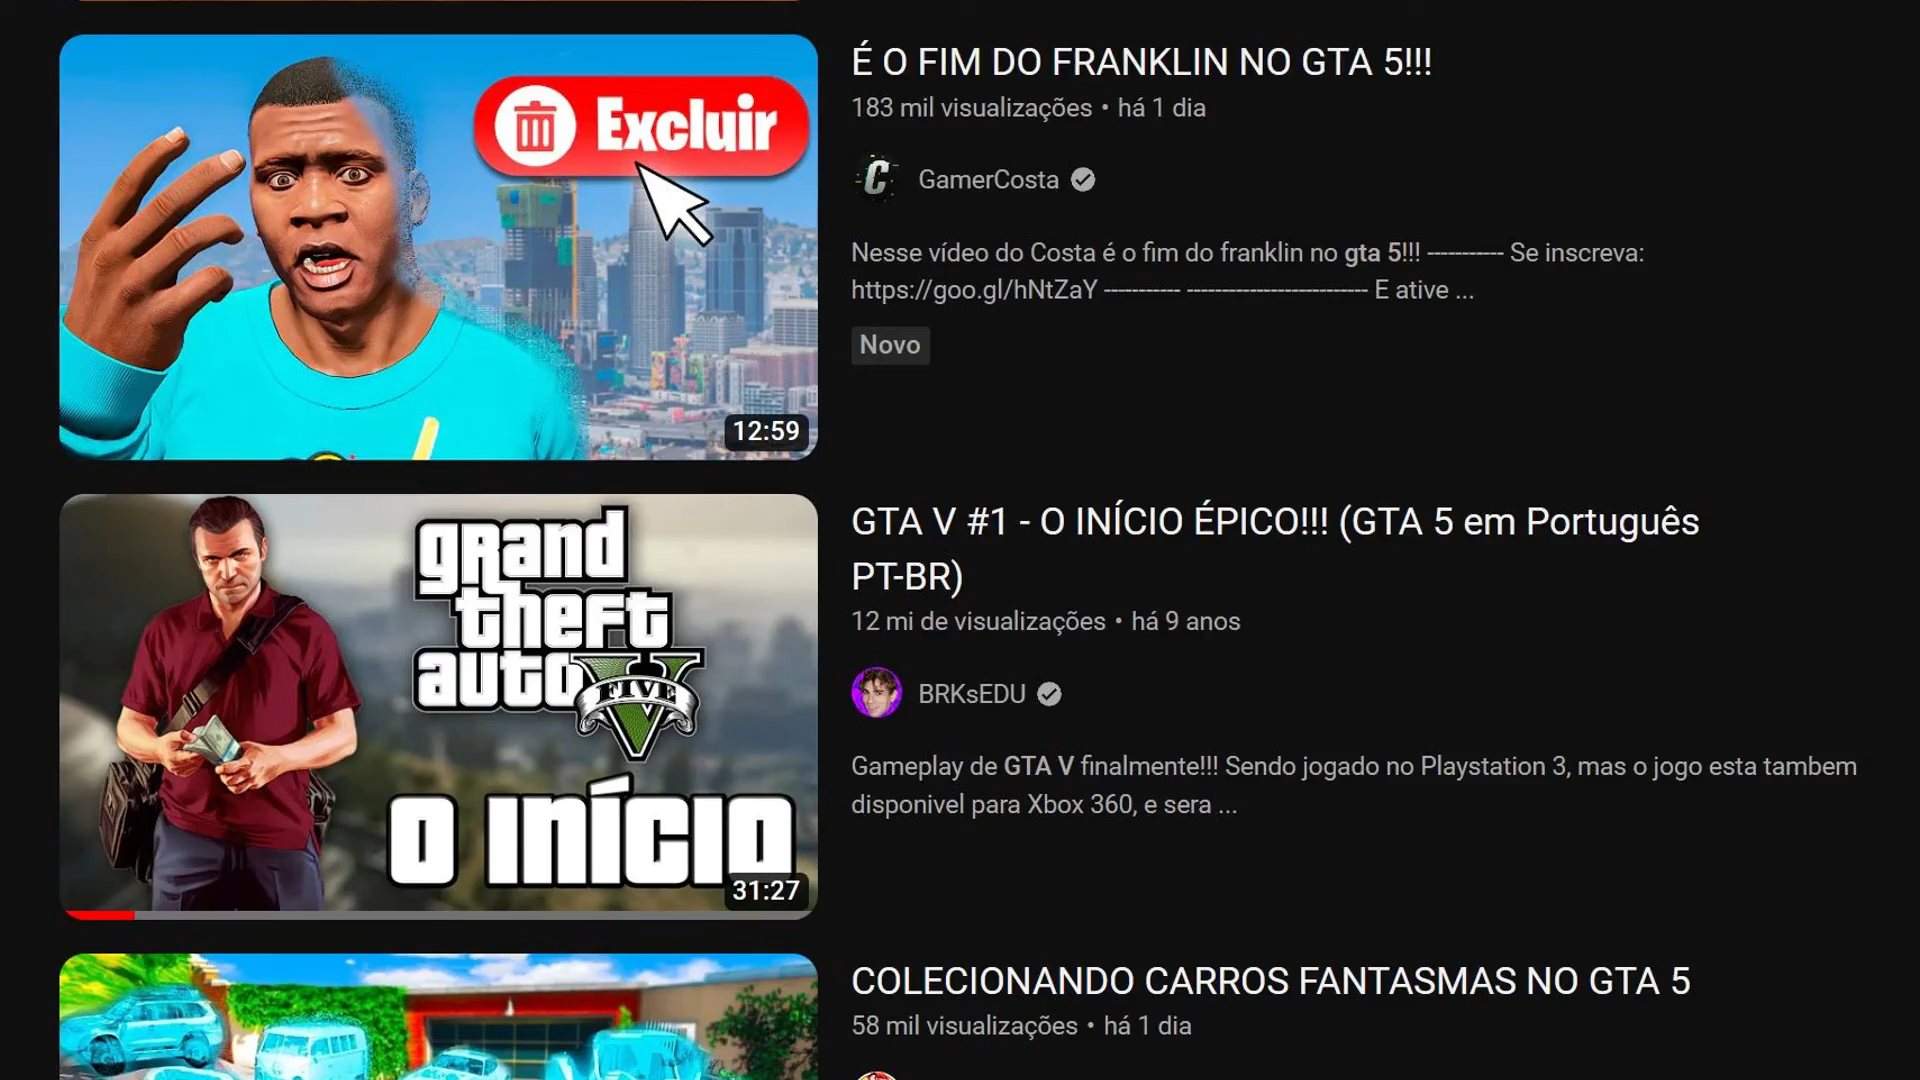 Excluir
12:59
É O FIM DO FRANKLIN NO GTA 5!!!
183 mil visualizações • há 1 dia
C
GamerCosta
Nesse vídeo do Costa é o fim do franklin no gta 5!!! ----------- Se inscreva:
https://goo.gl/hNtZaY ----------- -------------------------- E ative ...
Novo
grand
theft
auto V
FIVE
O INÍCIO
31:27
GTA V #1 - O INÍCIO ÉPICO!!! (GTA 5 em Português
PT-BR)
12 mi de visualizações • há 9 anos
BRKsEDU
Gameplay de GTA V finalmente!!! Sendo jogado no Playstation 3, mas o jogo esta tambem
disponivel para Xbox 360, e sera ...
COLECIONANDO CARROS FANTASMAS NO GTA 5
58 mil visualizações • há 1 dia